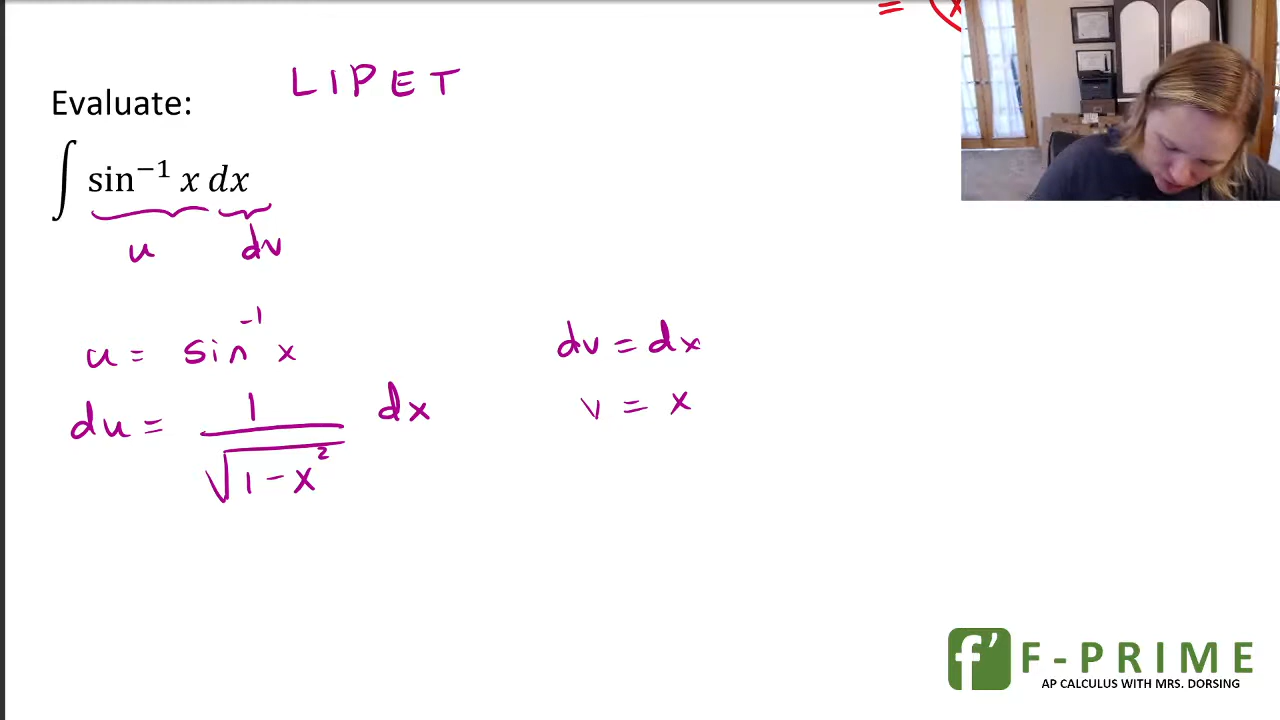 = (x
LIPET
Evaluate:
∫ sin⁻¹ x dx
u dv
u = sin⁻¹ x
dv = dx
du = 1/√(1-x²) dx
v = x
f' F-PRIME
AP CALCULUS WITH MRS. DORSING